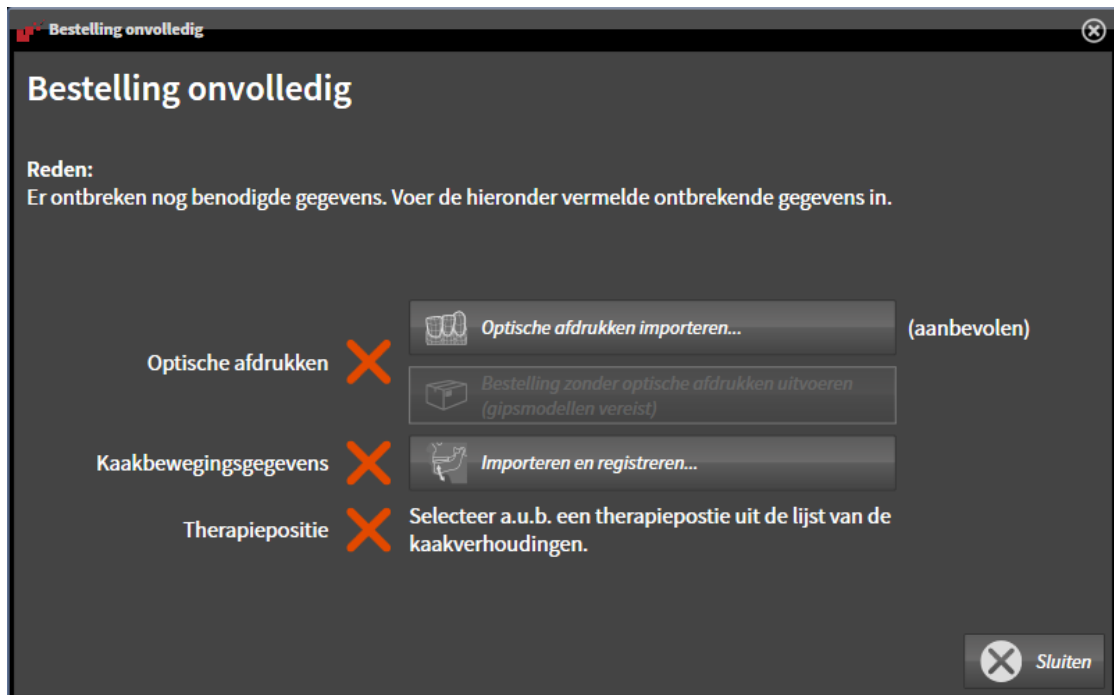 Bestelling onvolledig
Bestelling onvolledig
Reden:
Er ontbreken nog benodigde gegevens. Voer de hieronder vermelde ontbrekende gegevens in.
Optische afdrukken importeren...
(aanbevolen)
Optische afdrukken
Bestelling zonder optische afdrukken uitvoeren
(gipsmodellen vereist)
Kaakbewegingsgegevens
Importeren en registreren...
Therapiepositie
Selecteer a.u.b. een therapiepostie uit de lijst van de
kaakverhoudingen.
Sluiten